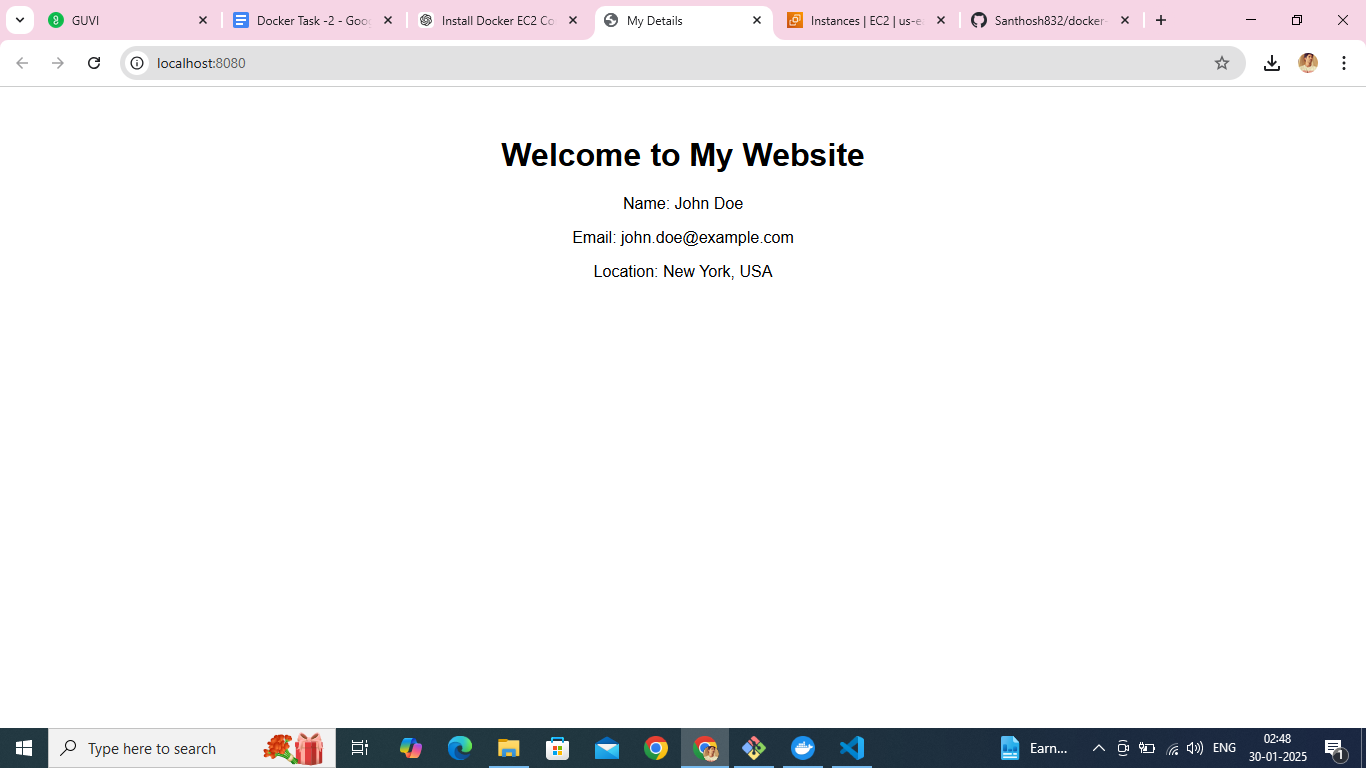 GUVI
Docker Task -2 - Goo
Install Docker EC2 Co
My Details
Instances | EC2 | us-e
Santhosh832/docker-
localhost:8080
Welcome to My Website
Name: John Doe
Email: john.doe@example.com
Location: New York, USA
Type here to search
Earn...
ENG
02:48
30-01-2025
1